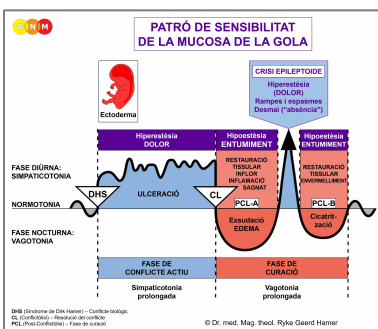 GNM
PATRÓ DE SENSIBILITAT
DE LA MUCOSA DE LA GOLA
CRISI EPILEPTOIDE
Hiperestèsia
(DOLOR)
Rampes i espasmes
Desmai ("absència")
Ectoderma
Hiperestèsia
DOLOR
Hipoestèsia
ENTUMIMENT
Hipoestèsia
ENTUMIMENT
FASE DIÜRNA:
SIMPATICOTONIA
RESTAURACIÓ
TISSULAR
INFLOR
INFLAMACIÓ
SAGNAT
RESTAURACIÓ
TISSULAR
ENVERMELLIMENT
DHS
ULCERACIÓ
CL
PCL-A
PCL-B
NORMOTONIA
FASE NOCTURNA:
VAGOTONIA
Exsudació
EDEMA
Cicatrit-
zació
FASE DE
CONFLICTE ACTIU
FASE DE
CURACIÓ
Simpaticotonia
prolongada
Vagotonia
prolongada
DHS (Síndrome de Dirk Hamer) – Conflicte biològic
CL (Conflictòlisi) – Resolució del conflicte
PCL (Post-Conflictòlisi) – Fase de curació
© Dr. med. Mag. theol. Ryke Geerd Hamer